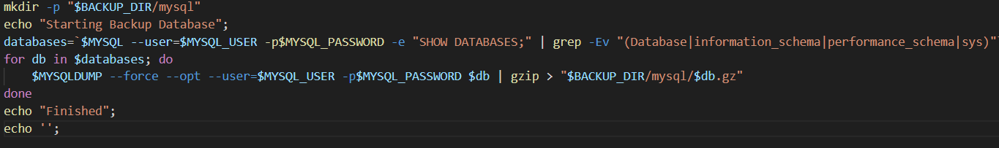 mkdir -p "$BACKUP_DIR/mysql"
echo "Starting Backup Database";
databases=`$MYSQL --user=$MYSQL_USER -p$MYSQL_PASSWORD -e "SHOW DATABASES;" | grep -Ev "(Database|information_schema|performance_schema|sys)"`
for db in $databases; do
    $MYSQLDUMP --force --opt --user=$MYSQL_USER -p$MYSQL_PASSWORD $db | gzip > "$BACKUP_DIR/mysql/$db.gz"
done
echo "Finished";
echo '';